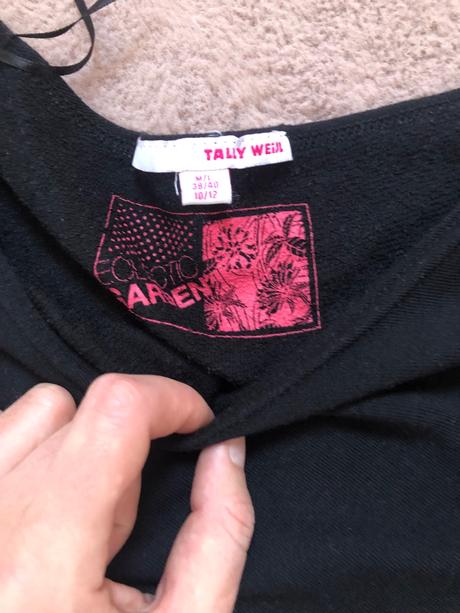 TALLY WEiJL
M/L
38/40
10/12
ECLECTIC
GARDEN